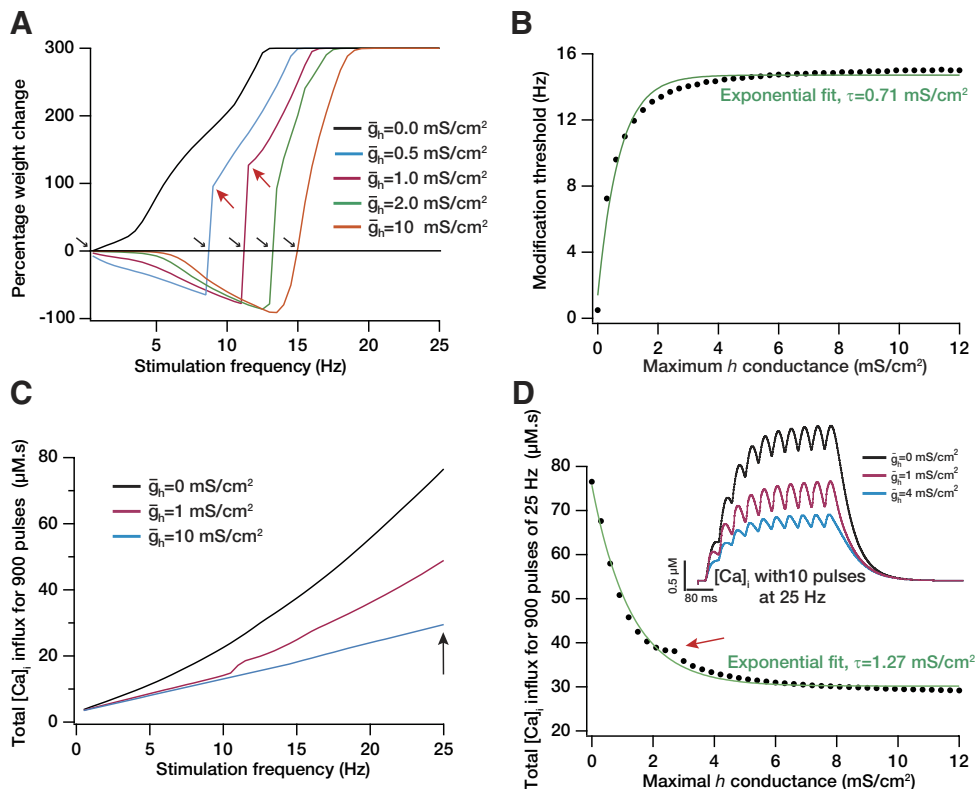 A
300
200
100
0
-100
Percentage weight change
ḡh=0.0 mS/cm²
ḡh=0.5 mS/cm²
ḡh=1.0 mS/cm²
ḡh=2.0 mS/cm²
ḡh=10 mS/cm²
5
10
15
20
25
Stimulation frequency (Hz)
B
16
12
8
4
0
Modification threshold (Hz)
Exponential fit, τ=0.71 mS/cm²
0
2
4
6
8
10
12
Maximum h conductance (mS/cm²)
C
80
60
40
20
0
Total [Ca]i influx for 900 pulses (μM.s)
ḡh=0 mS/cm²
ḡh=1 mS/cm²
ḡh=10 mS/cm²
0
5
10
15
20
25
Stimulation frequency (Hz)
D
80
70
60
50
40
30
20
Total [Ca]i influx for 900 pulses of 25 Hz (μM.s)
ḡh=0 mS/cm²
ḡh=1 mS/cm²
ḡh=4 mS/cm²
0.5 μM
80 ms
[Ca]i with10 pulses
at 25 Hz
Exponential fit, τ=1.27 mS/cm²
0
2
4
6
8
10
12
Maximal h conductance (mS/cm²)